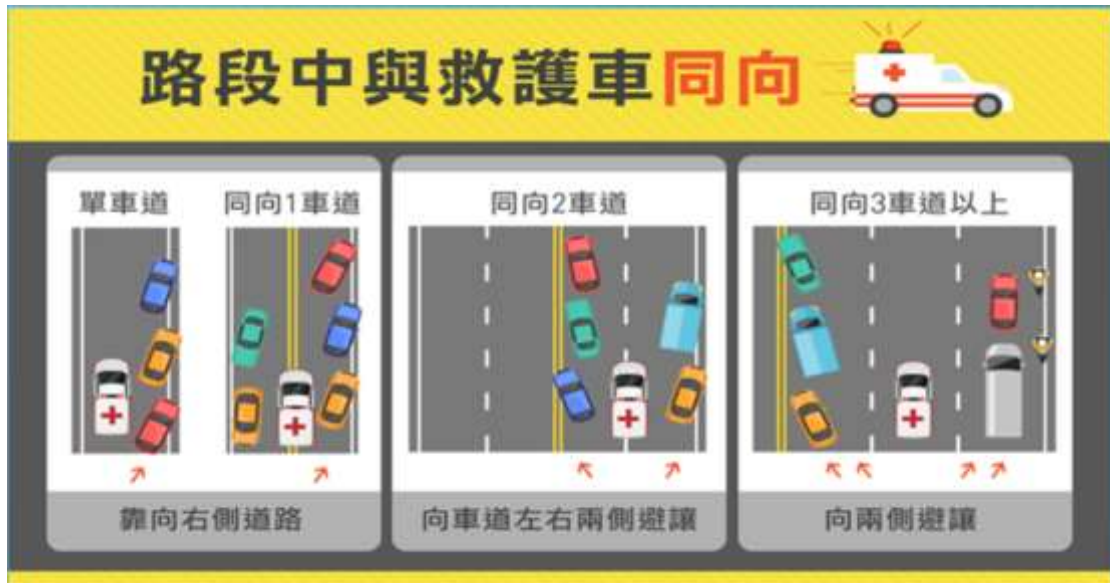 路段中與救護車同向
單車道
同向1車道
靠向右側道路
同向2車道
向車道左右兩側避讓
同向3車道以上
向兩側避讓